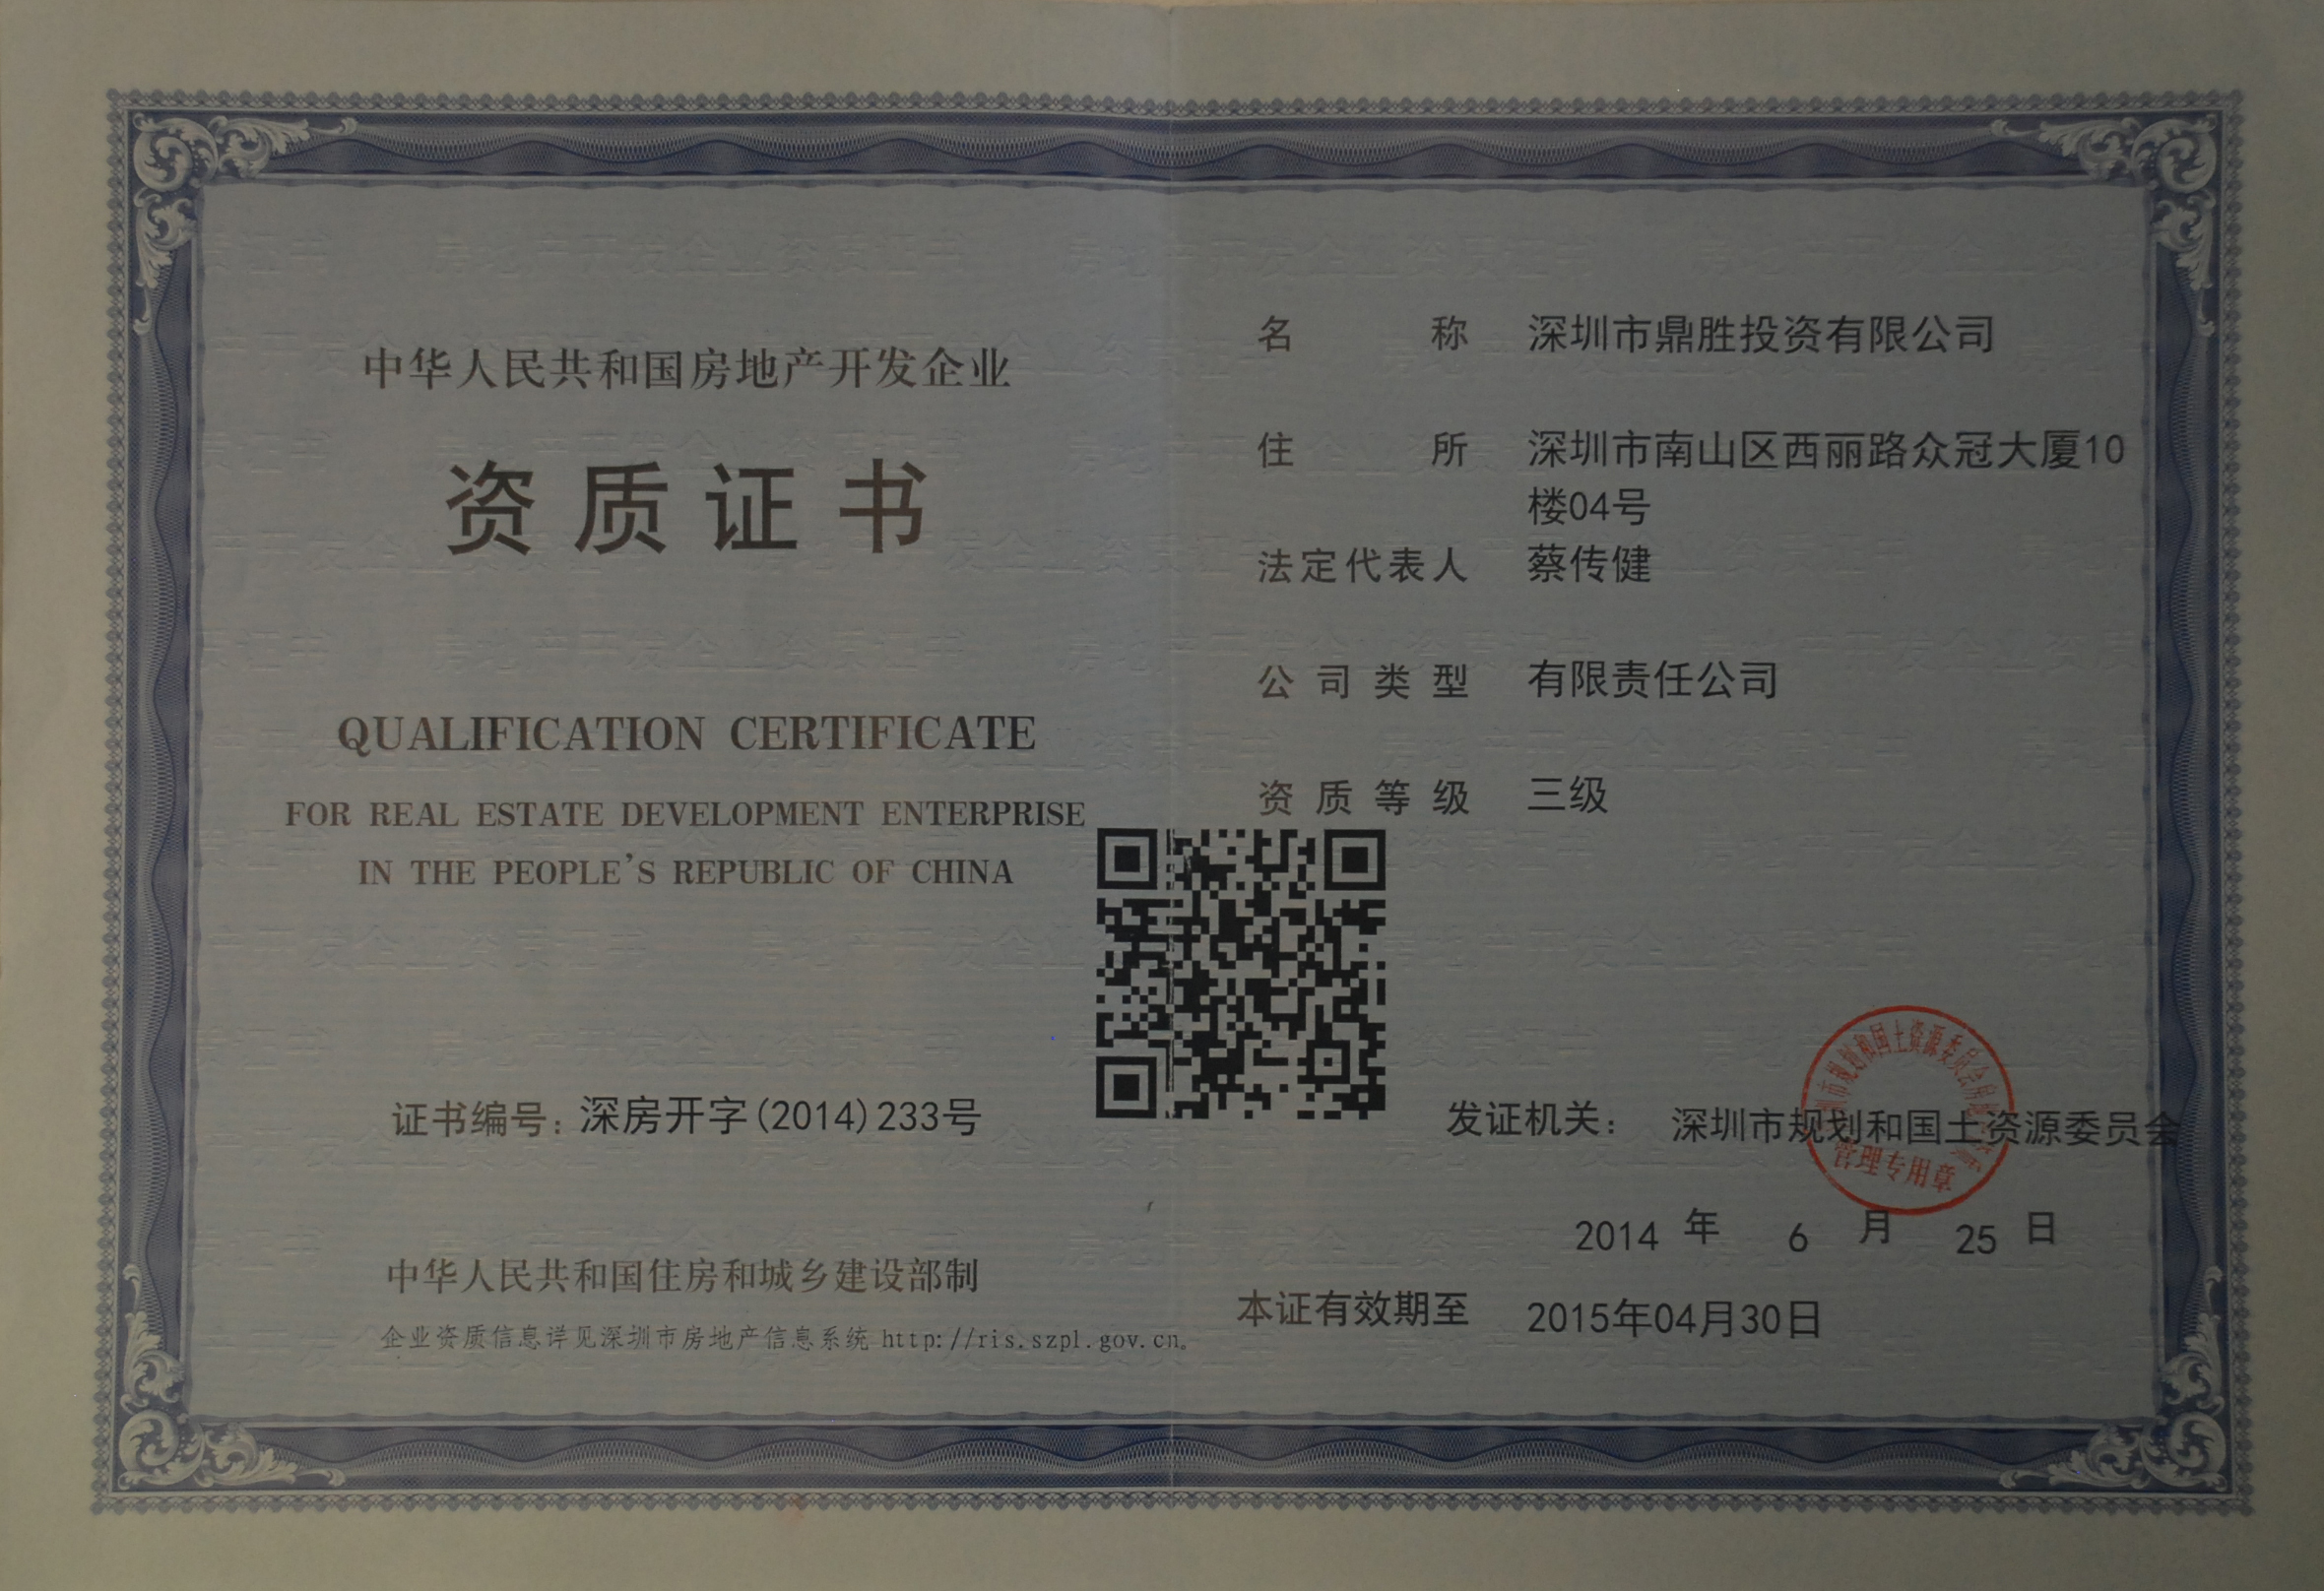 中华人民共和国房地产开发企业
资质证书
QUALIFICATION CERTIFICATE
FOR REAL ESTATE DEVELOPMENT ENTERPRISE
IN THE PEOPLE'S REPUBLIC OF CHINA
证书编号：深房开字(2014)233号
中华人民共和国住房和城乡建设部制
企业资质信息详见深圳市房地产信息系统 http://ris.szpl.gov.cn。
名称 深圳市鼎胜投资有限公司
住所 深圳市南山区西丽路众冠大厦10
楼04号
法定代表人 蔡传健
公司类型 有限责任公司
资质等级 三级
发证机关： 深圳市规划和国土资源委员会
管理专用章
2014 年 6 月 25 日
本证有效期至 2015年04月30日